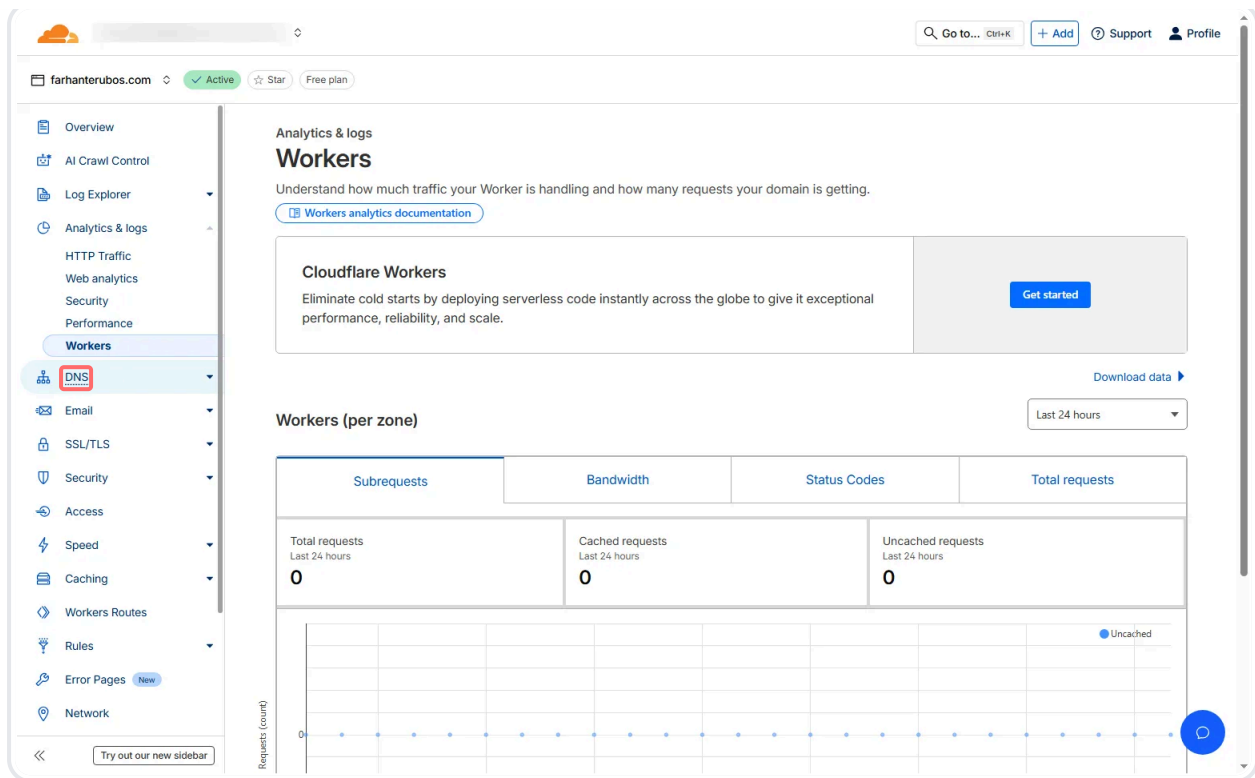 Go to... Ctrl+K
+ Add
Support
Profile
farhanterubos.com
Active
Star
Free plan
Overview
AI Crawl Control
Log Explorer
Analytics & logs
HTTP Traffic
Web analytics
Security
Performance
Workers
DNS
Email
SSL/TLS
Security
Access
Speed
Caching
Workers Routes
Rules
Error Pages New
Network
Try out our new sidebar
Analytics & logs
Workers
Understand how much traffic your Worker is handling and how many requests your domain is getting.
Workers analytics documentation
Cloudflare Workers
Eliminate cold starts by deploying serverless code instantly across the globe to give it exceptional
performance, reliability, and scale.
Get started
Download data
Workers (per zone)
Last 24 hours
Subrequests
Bandwidth
Status Codes
Total requests
Total requests
Last 24 hours
0
Cached requests
Last 24 hours
0
Uncached requests
Last 24 hours
0
Uncached
Requests (count)
0